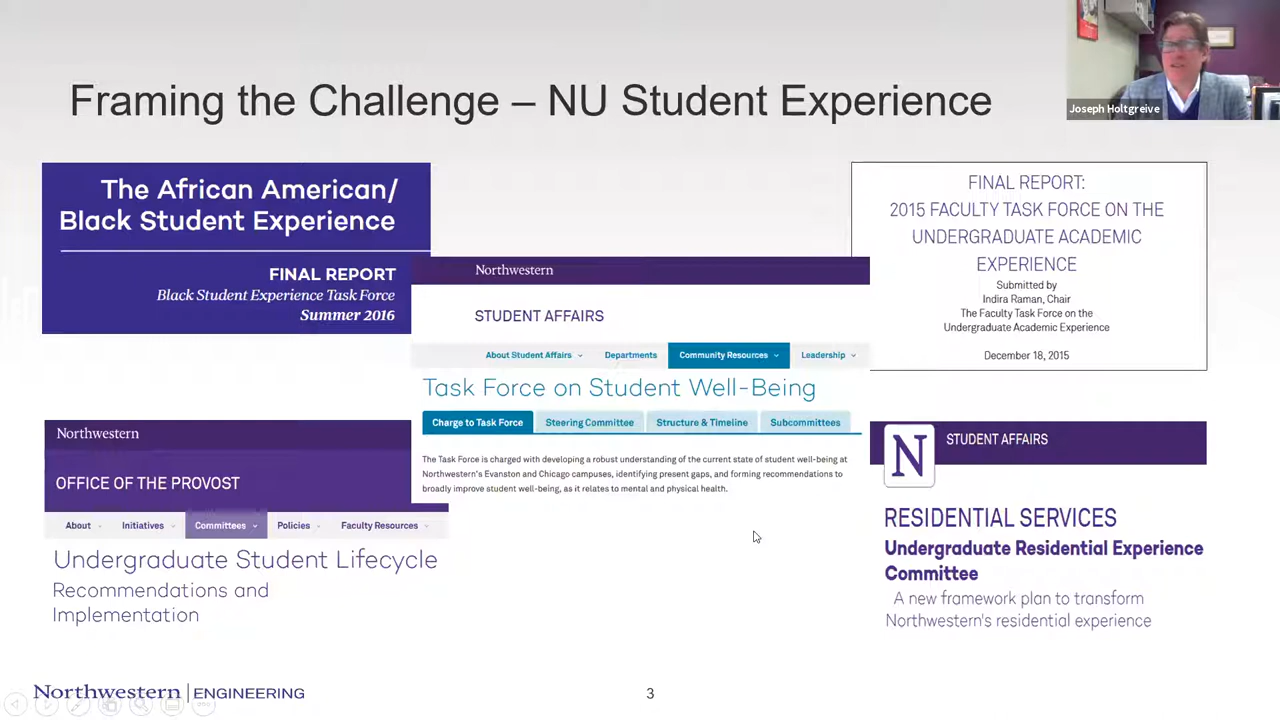 Framing the Challenge – NU Student Experience
Joseph Holtgreive
The African American/
Black Student Experience
FINAL REPORT
Black Student Experience Task Force
Summer 2016
FINAL REPORT:
2015 FACULTY TASK FORCE ON THE
UNDERGRADUATE ACADEMIC
EXPERIENCE
Submitted by
Indira Raman, Chair
The Faculty Task Force on the
Undergraduate Academic Experience
December 18, 2015
Northwestern
STUDENT AFFAIRS
About Student Affairs Departments Community Resources Leadership
Task Force on Student Well-Being
Charge to Task Force Steering Committee Structure & Timeline Subcommittees
The Task Force is charged with developing a robust understanding of the current state of student well-being at
Northwestern's Evanston and Chicago campuses, identifying present gaps, and forming recommendations to
broadly improve student well-being, as it relates to mental and physical health.
Northwestern
OFFICE OF THE PROVOST
About Initiatives Committees Policies Faculty Resources
Undergraduate Student Lifecycle
Recommendations and
Implementation
N STUDENT AFFAIRS
RESIDENTIAL SERVICES
Undergraduate Residential Experience
Committee
A new framework plan to transform
Northwestern's residential experience
Northwestern | ENGINEERING
3